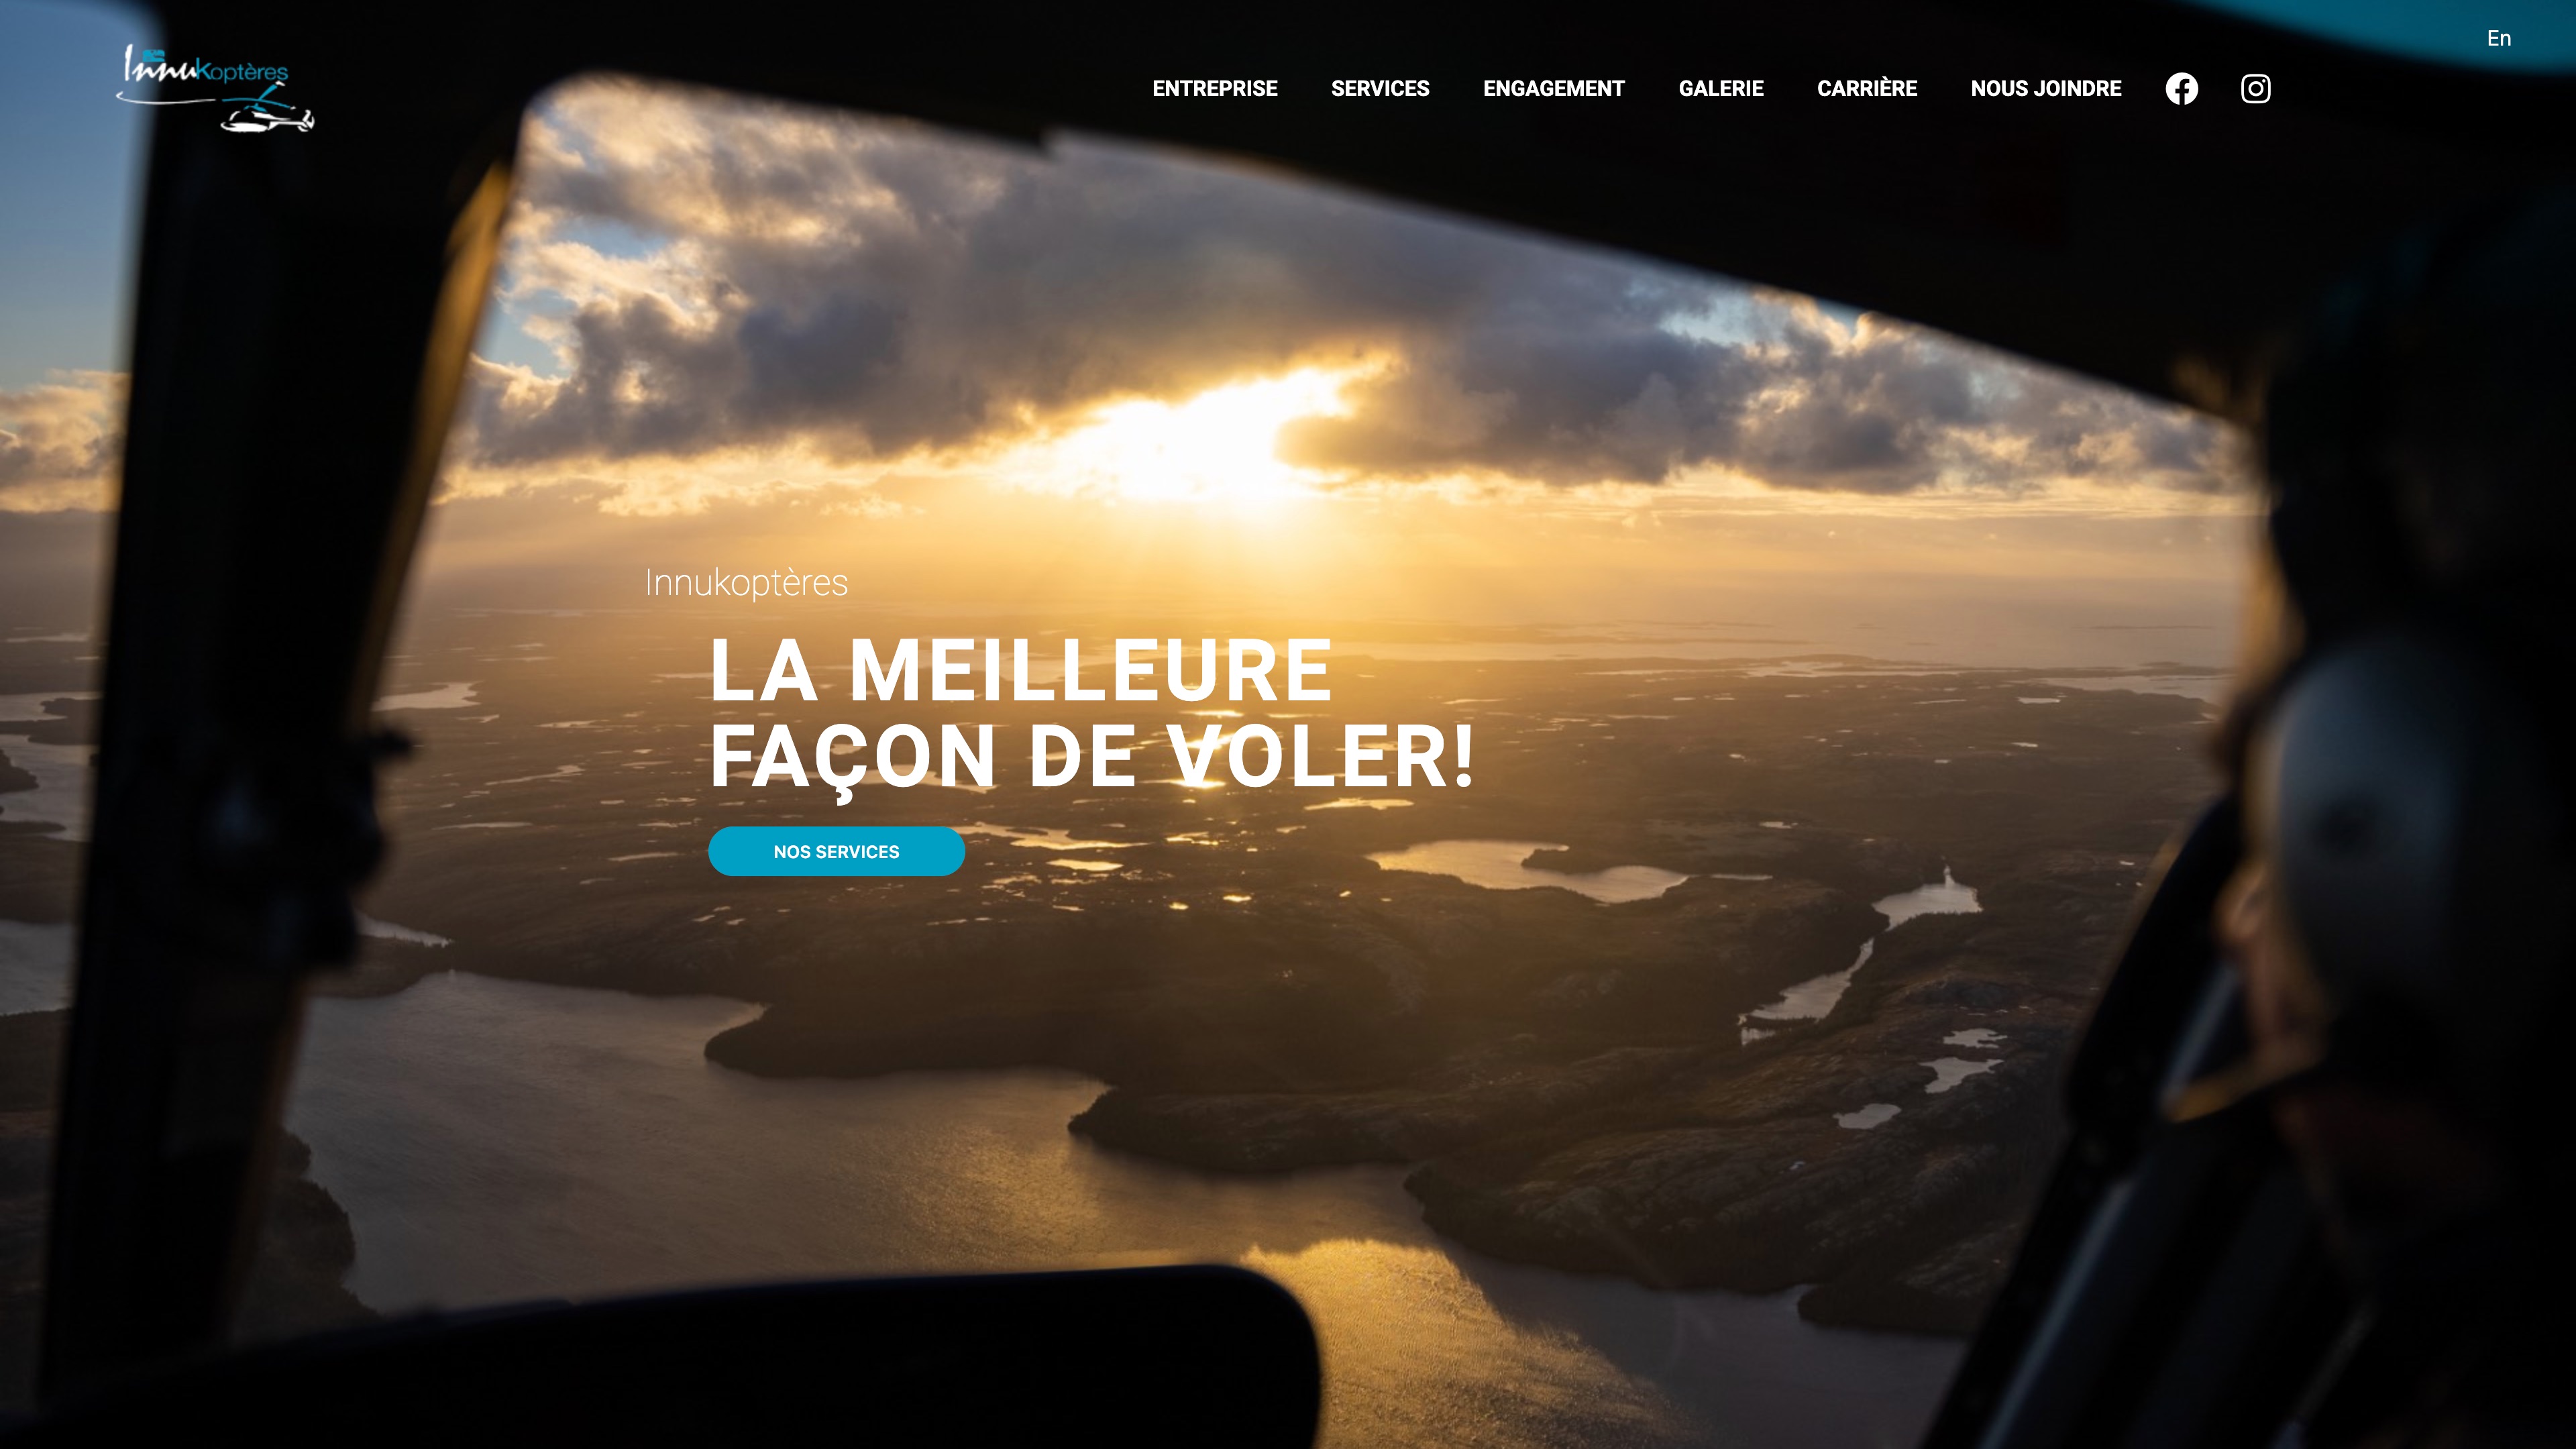 En
InnuKoptères
ENTREPRISE SERVICES ENGAGEMENT GALERIE CARRIÈRE NOUS JOINDRE
Innukoptères
LA MEILLEURE
FAÇON DE VOLER!
NOS SERVICES